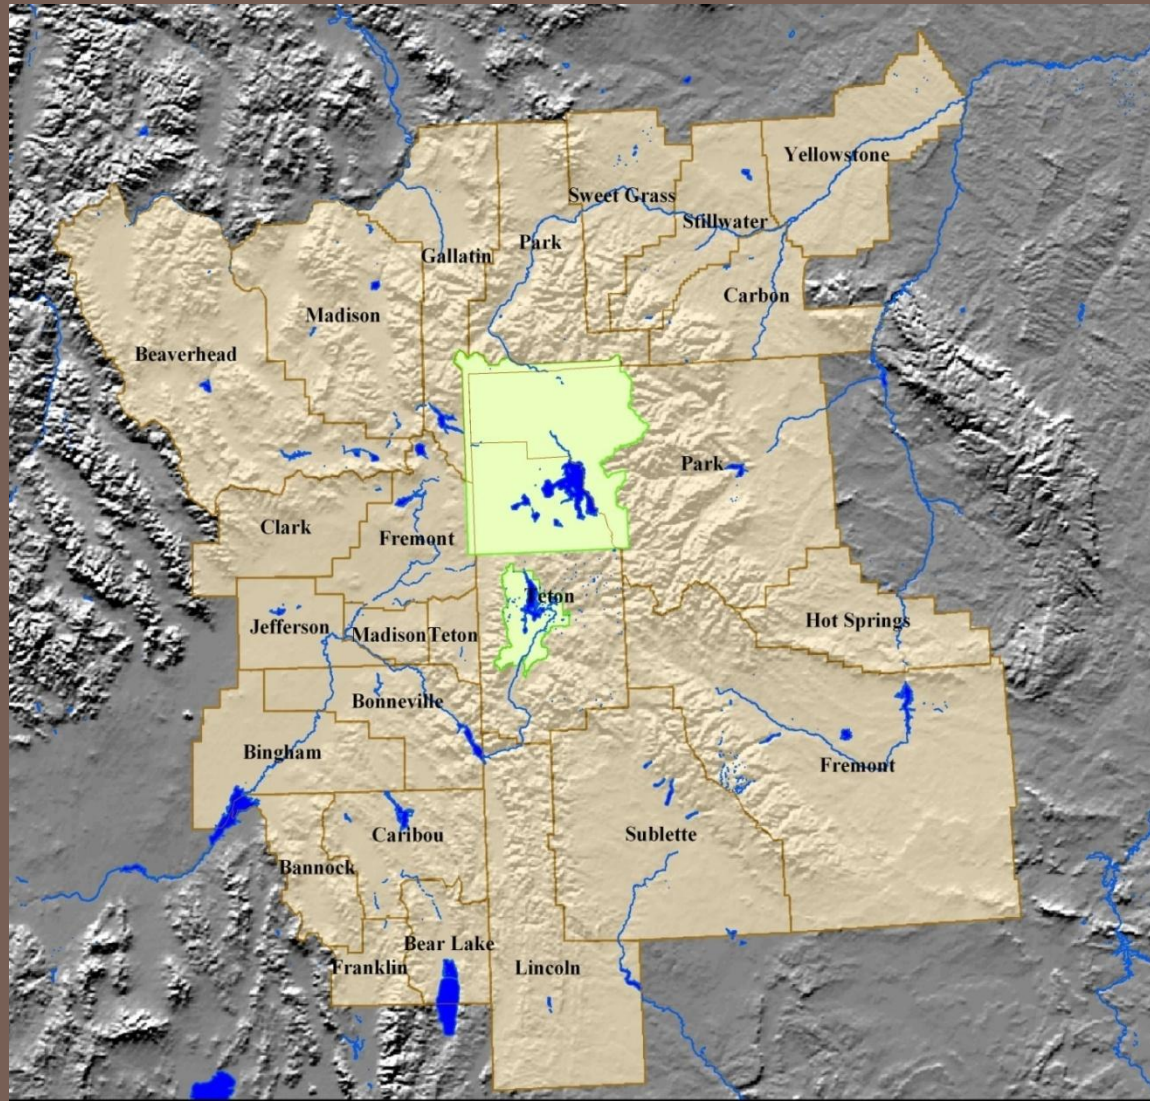 Yellowstone
Sweet Grass
Stillwater
Park
Gallatin
Carbon
Madison
Beaverhead
Park
Clark
Fremont
Teton
Hot Springs
Jefferson
Madison
Teton
Bonneville
Bingham
Fremont
Caribou
Sublette
Bannock
Bear Lake
Franklin
Lincoln